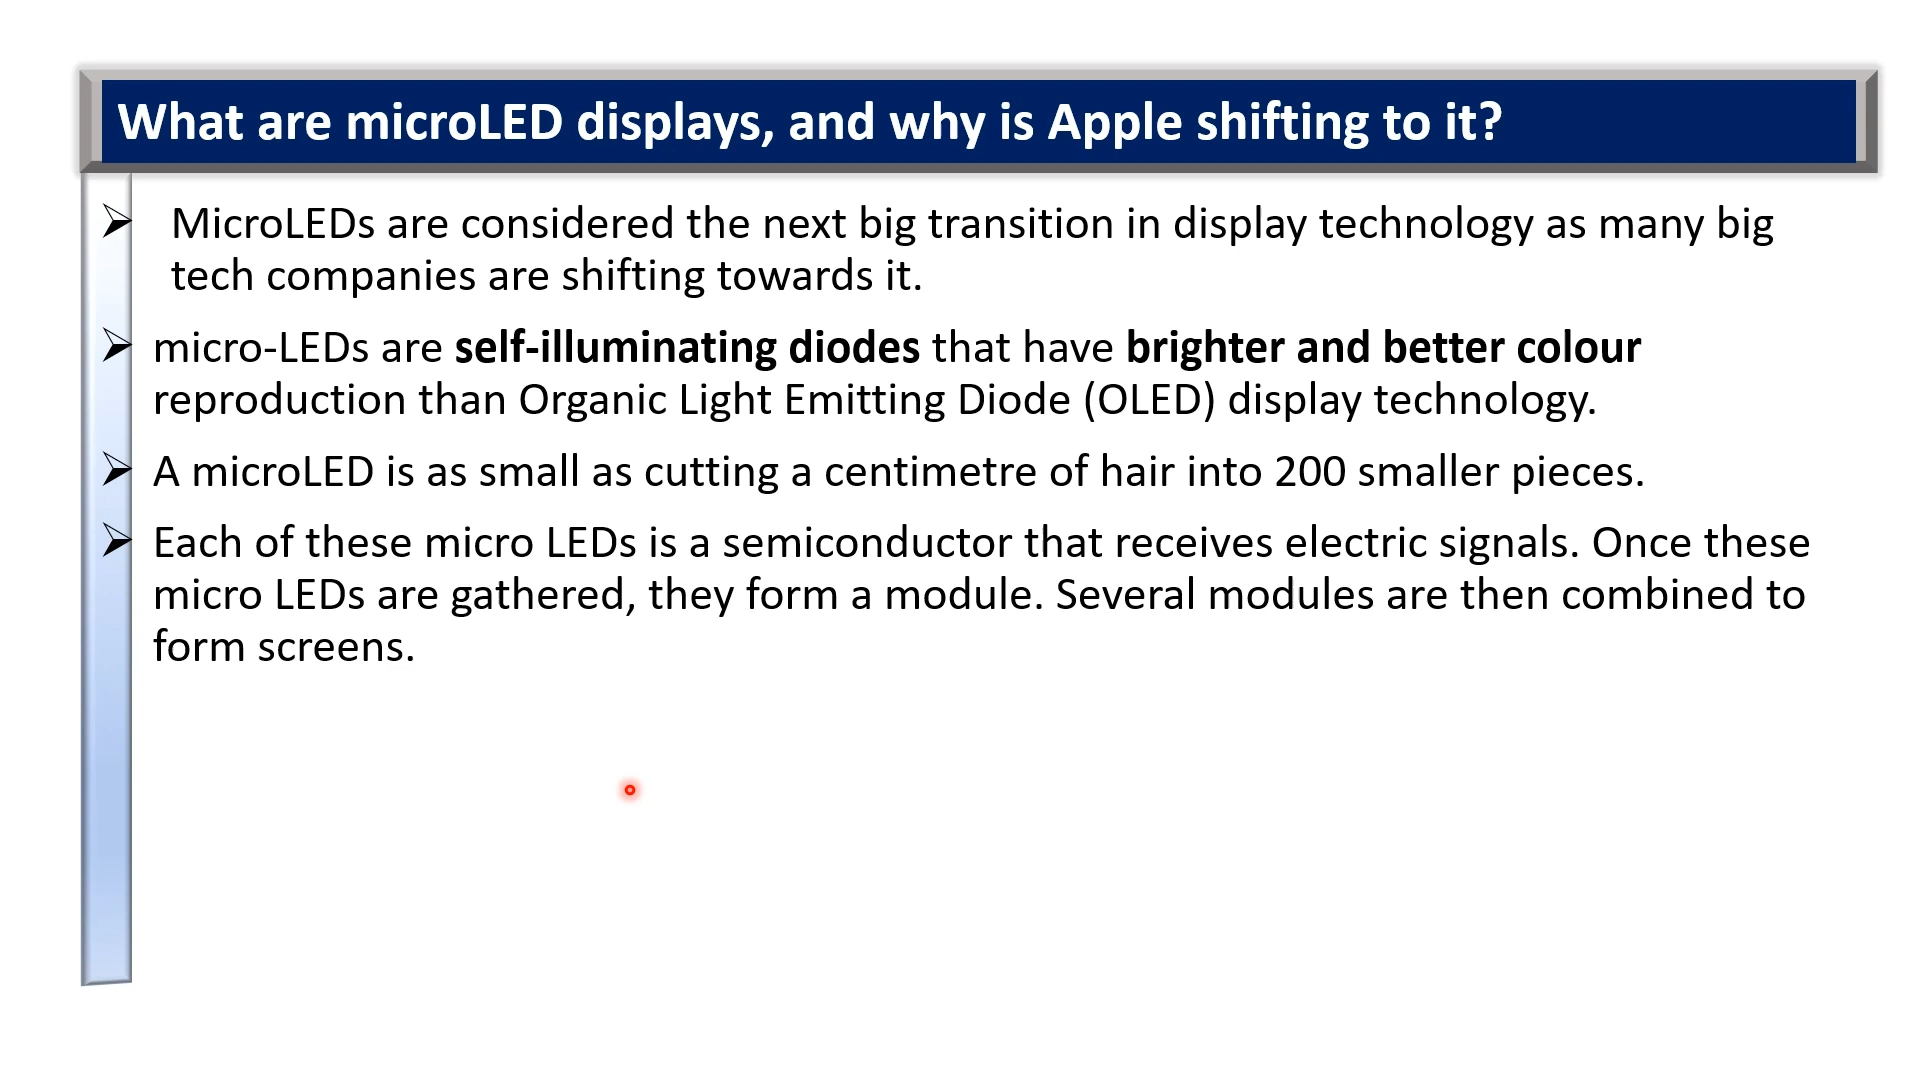 What are microLED displays, and why is Apple shifting to it?
MicroLEDs are considered the next big transition in display technology as many big
tech companies are shifting towards it.
micro-LEDs are self-illuminating diodes that have brighter and better colour
reproduction than Organic Light Emitting Diode (OLED) display technology.
A microLED is as small as cutting a centimetre of hair into 200 smaller pieces.
Each of these micro LEDs is a semiconductor that receives electric signals. Once these
micro LEDs are gathered, they form a module. Several modules are then combined to
form screens.